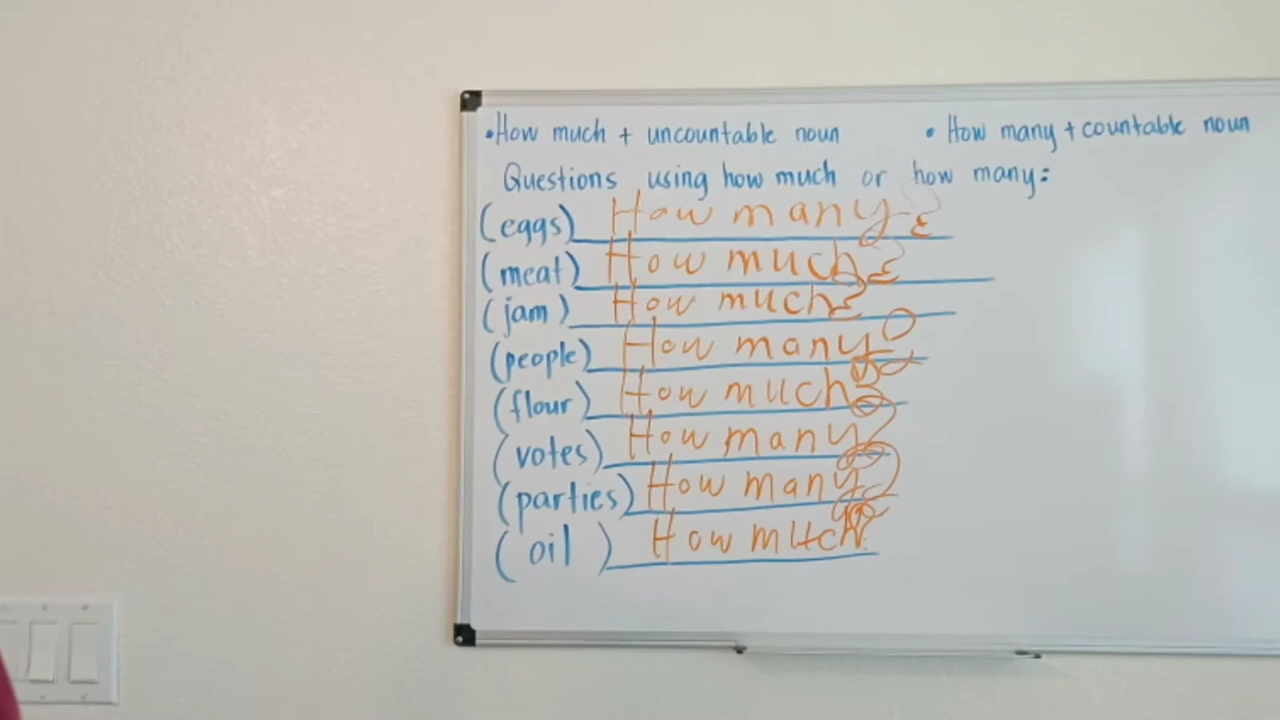 •How much + uncountable noun • How many + countable noun
Questions using how much or how many:
(eggs) How many
(meat) How much
(jam) How much
(people) How many
(flour) How much
(votes) How many
(parties) How many
(oil) How much